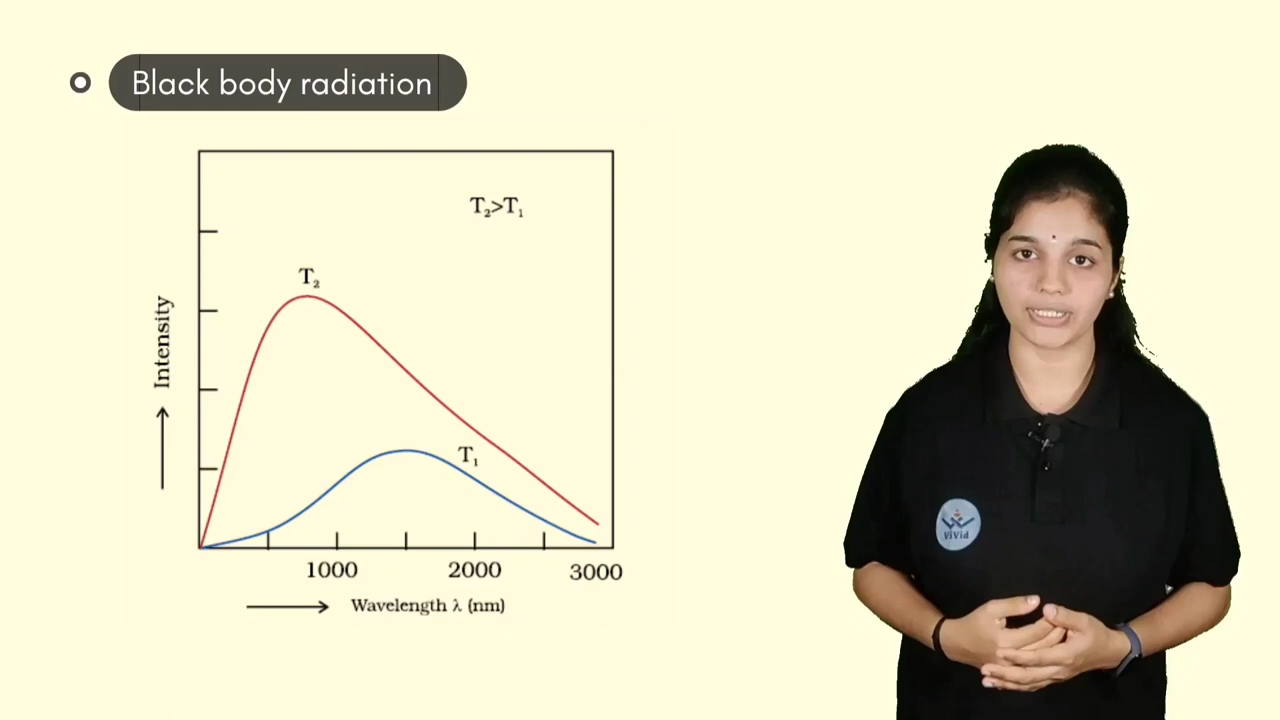 Black body radiation
T₂>T₁
T₂
Intensity
T₁
1000 2000 3000
Wavelength λ (nm)
ViVid